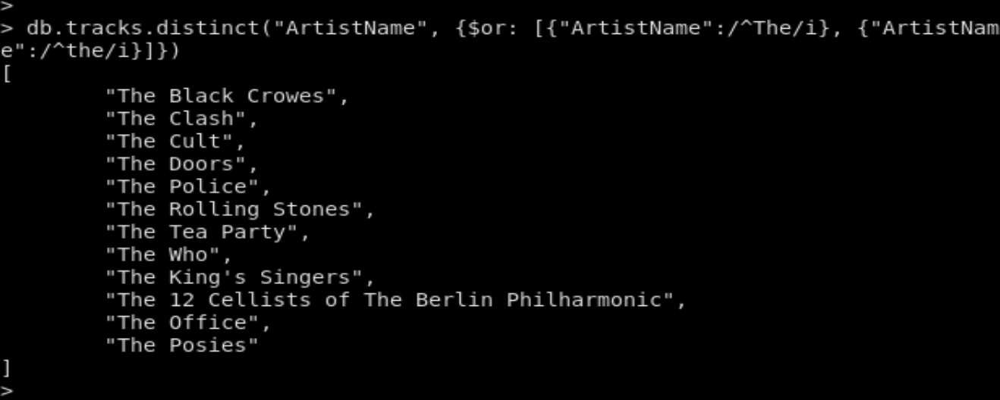 >
> db.tracks.distinct("ArtistName", {$or: [{"ArtistName":/^The/i}, {"ArtistNam
e":/^the/i}]})
[
"The Black Crowes",
"The Clash",
"The Cult",
"The Doors",
"The Police",
"The Rolling Stones",
"The Tea Party",
"The Who",
"The King's Singers",
"The 12 Cellists of The Berlin Philharmonic",
"The Office",
"The Posies"
]
>